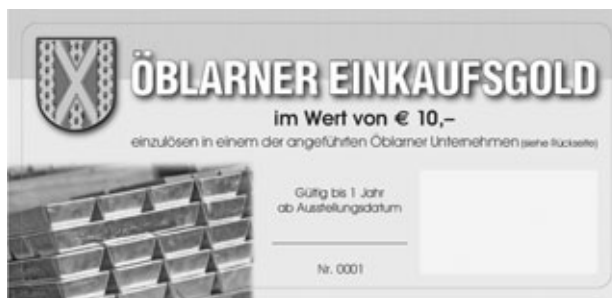 ÖBLARNER EINKAUFSGOLD
im Wert von € 10,–
einzulösen in einem der angeführten Öblarner Unternehmen (siehe Rückseite)
Gültig bis 1 Jahr
ab Ausstellungsdatum
Nr. 0001